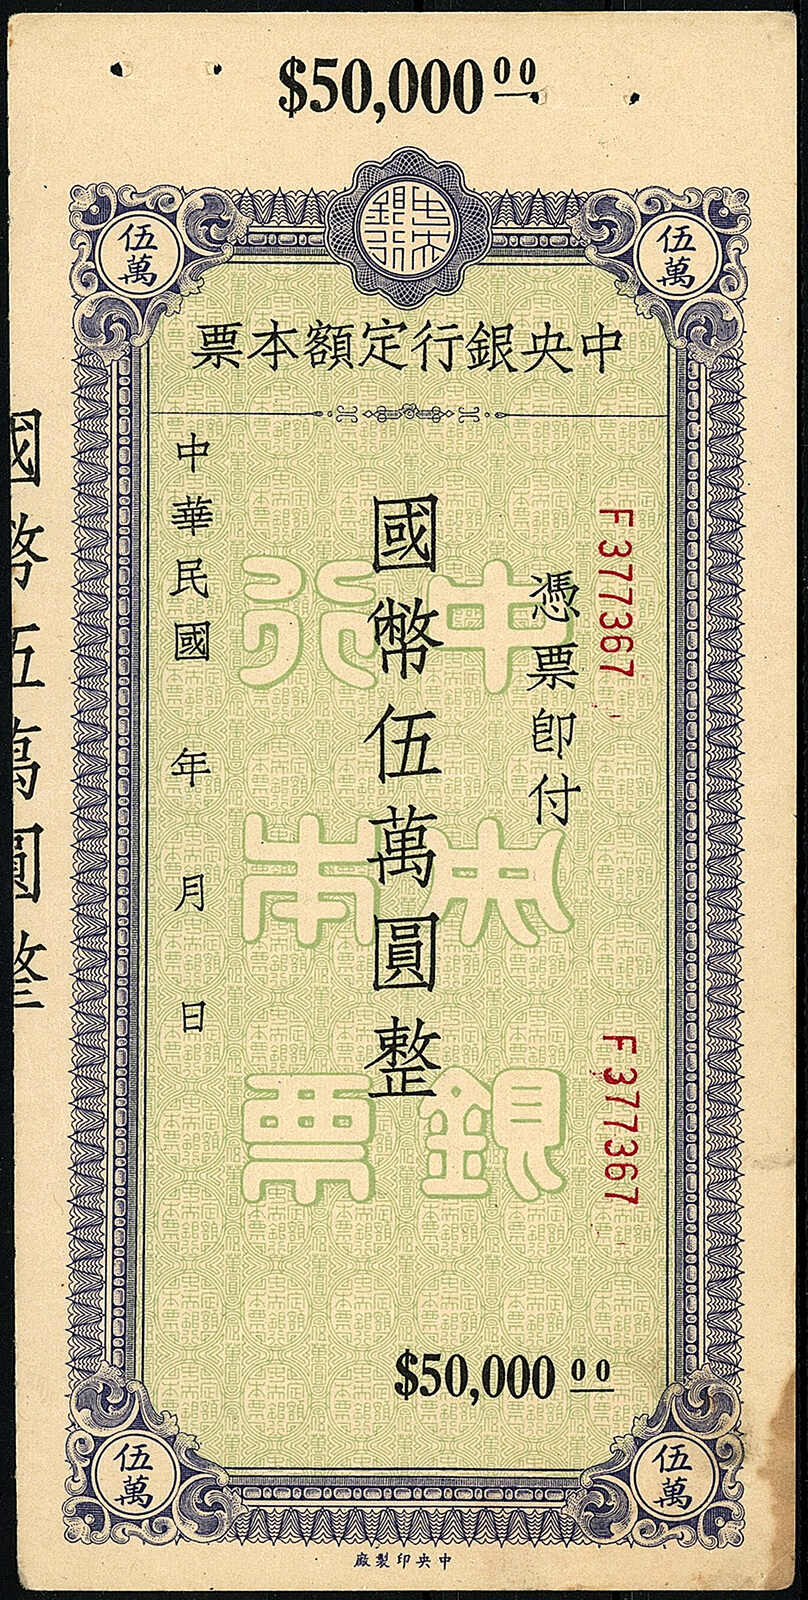 $50,000 00
伍萬
中央銀行
伍萬
中央銀行定額本票
F377367
F377367
憑票即付
國幣伍萬圓整
中華民國 年 月 日
中央銀
行本票
國幣伍萬圓整
$50,000 00
伍萬
伍萬
中央印製廠